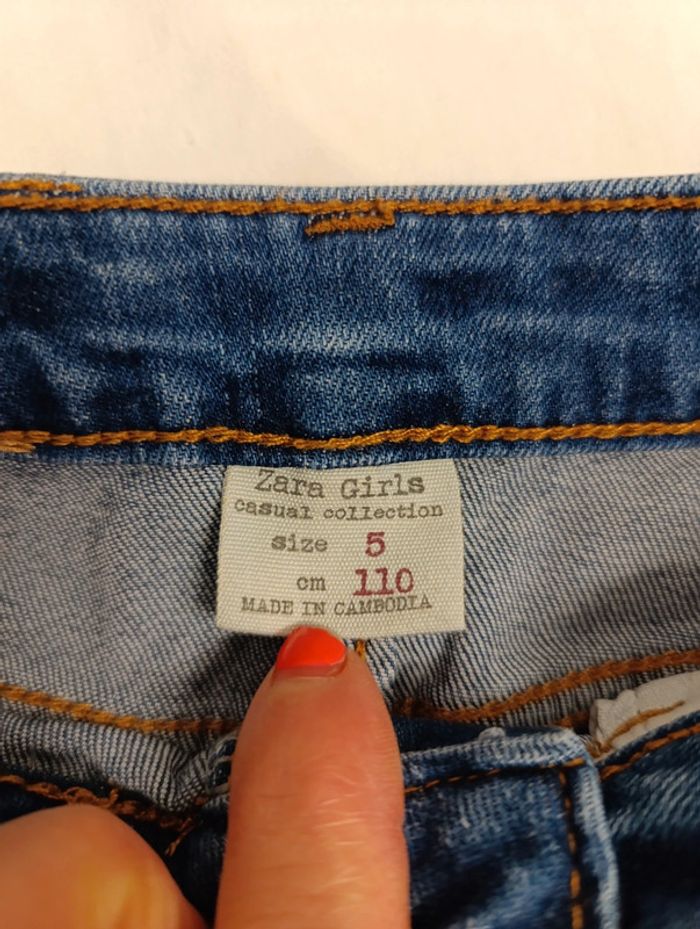 Zara Girls
casual collection
size 5
cm 110
MADE IN CAMBODIA